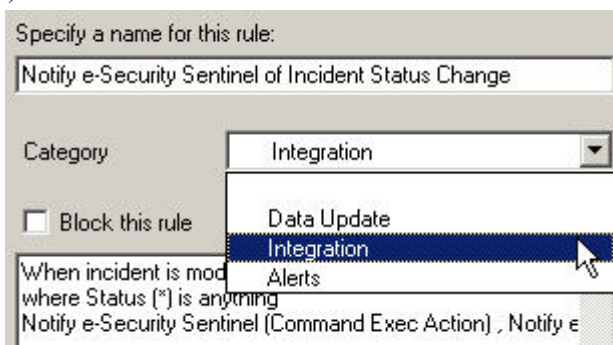 Specify a name for this rule:
Notify e-Security Sentinel of Incident Status Change
Category
Integration
Block this rule
Data Update
Integration
Alerts
When incident is mod
where Status (*) is anything
Notify e-Security Sentinel (Command Exec Action) , Notify e